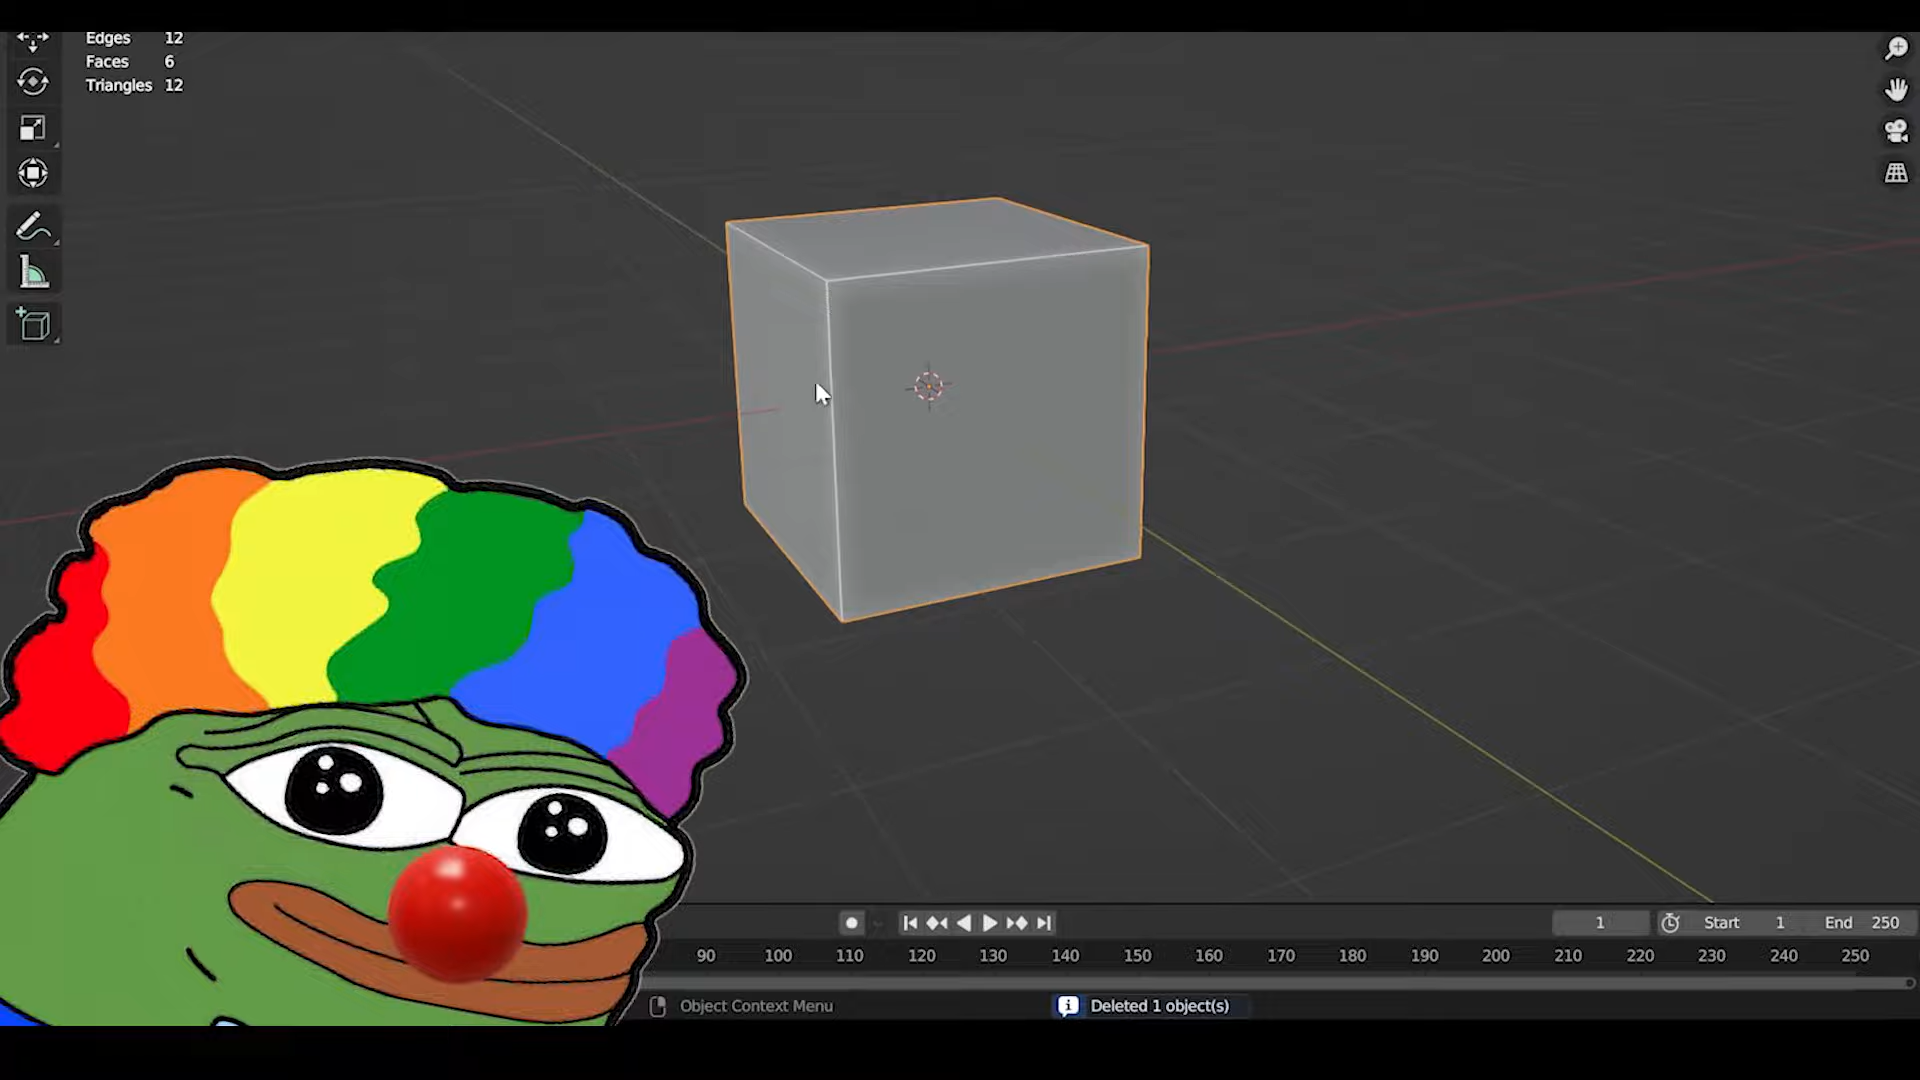 Edges 12
Faces 6
Triangles 12
1 Start 1 End 250
90 100 110 120 130 140 150 160 170 180 190 200 210 220 230 240 250
Object Context Menu Deleted 1 object(s)